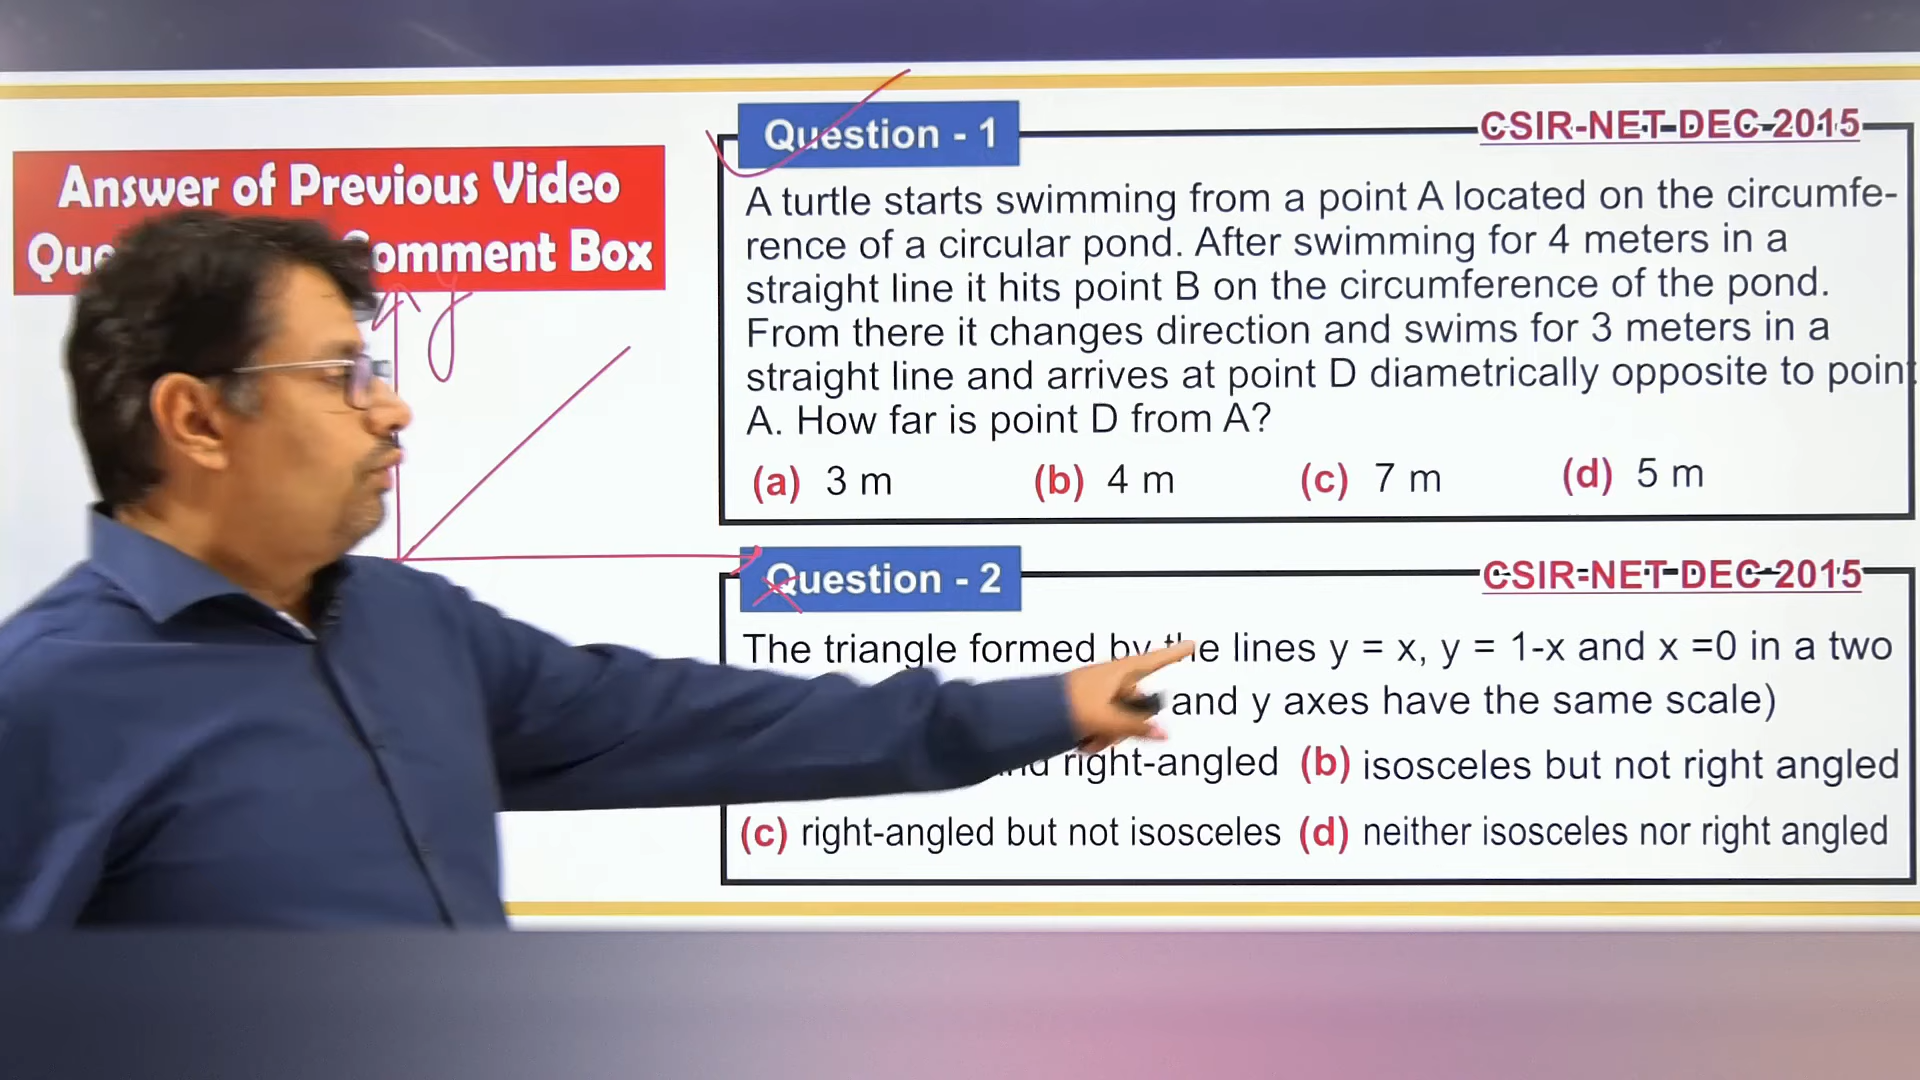 Answer of Previous Video
Comment Box
y
Question - 1
CSIR-NET-DEC-2015
A turtle starts swimming from a point A located on the circumfe-
rence of a circular pond. After swimming for 4 meters in a
straight line it hits point B on the circumference of the pond.
From there it changes direction and swims for 3 meters in a
straight line and arrives at point D diametrically opposite to point
A. How far is point D from A?
(a) 3 m (b) 4 m (c) 7 m (d) 5 m
Question - 2
CSIR-NET-DEC-2015
The triangle formed by the lines y = x, y = 1-x and x =0 in a two
and y axes have the same scale)
right-angled (b) isosceles but not right angled
(c) right-angled but not isosceles (d) neither isosceles nor right angled